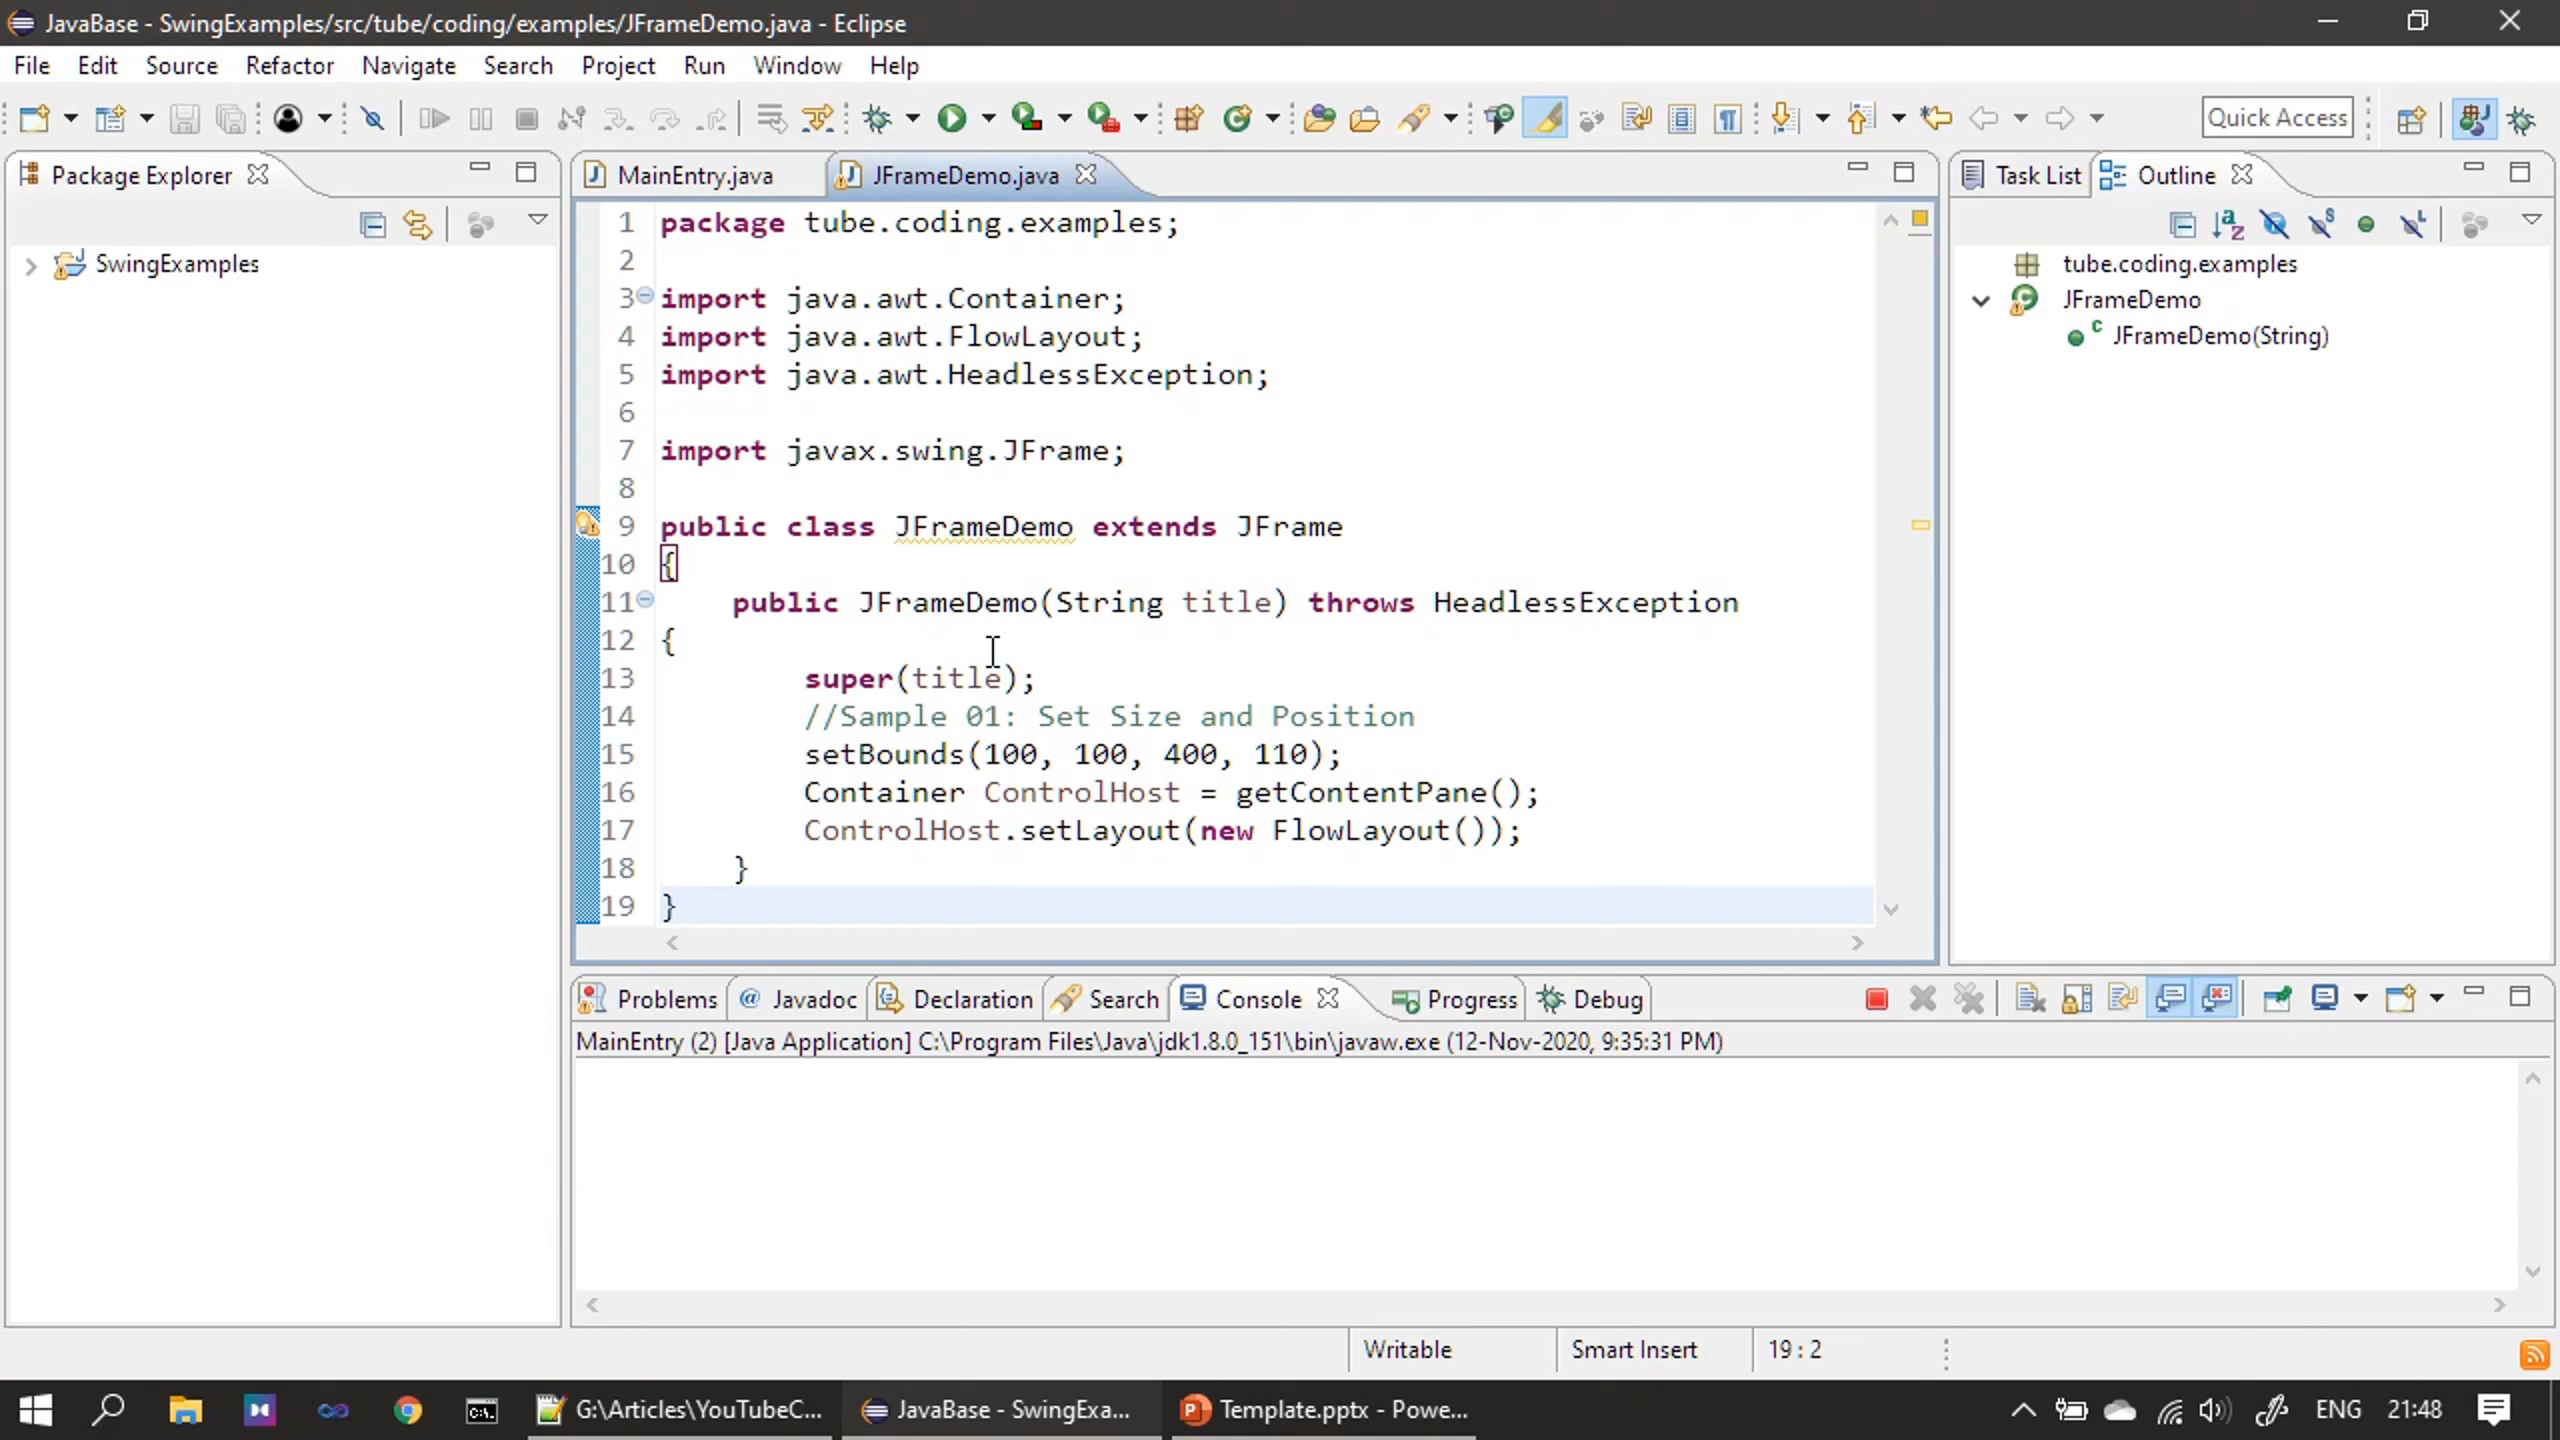 JavaBase - SwingExamples/src/tube/coding/examples/JFrameDemo.java - Eclipse
File Edit Source Refactor Navigate Search Project Run Window Help
Quick Access
Package Explorer
SwingExamples
MainEntry.java JFrameDemo.java
1 package tube.coding.examples;
2
3 import java.awt.Container;
4 import java.awt.FlowLayout;
5 import java.awt.HeadlessException;
6
7 import javax.swing.JFrame;
8
9 public class JFrameDemo extends JFrame
10 {
11 public JFrameDemo(String title) throws HeadlessException
12 {
13 super(title);
14 //Sample 01: Set Size and Position
15 setBounds(100, 100, 400, 110);
16 Container ControlHost = getContentPane();
17 ControlHost.setLayout(new FlowLayout());
18 }
19 }
Task List Outline
tube.coding.examples
JFrameDemo
JFrameDemo(String)
Problems @ Javadoc Declaration Search Console Progress Debug
MainEntry (2) [Java Application] C:\Program Files\Java\jdk1.8.0_151\bin\javaw.exe (12-Nov-2020, 9:35:31 PM)
Writable Smart Insert 19 : 2
G:\Articles\YouTubeC... JavaBase - SwingExa... Template.pptx - Powe... ENG 21:48